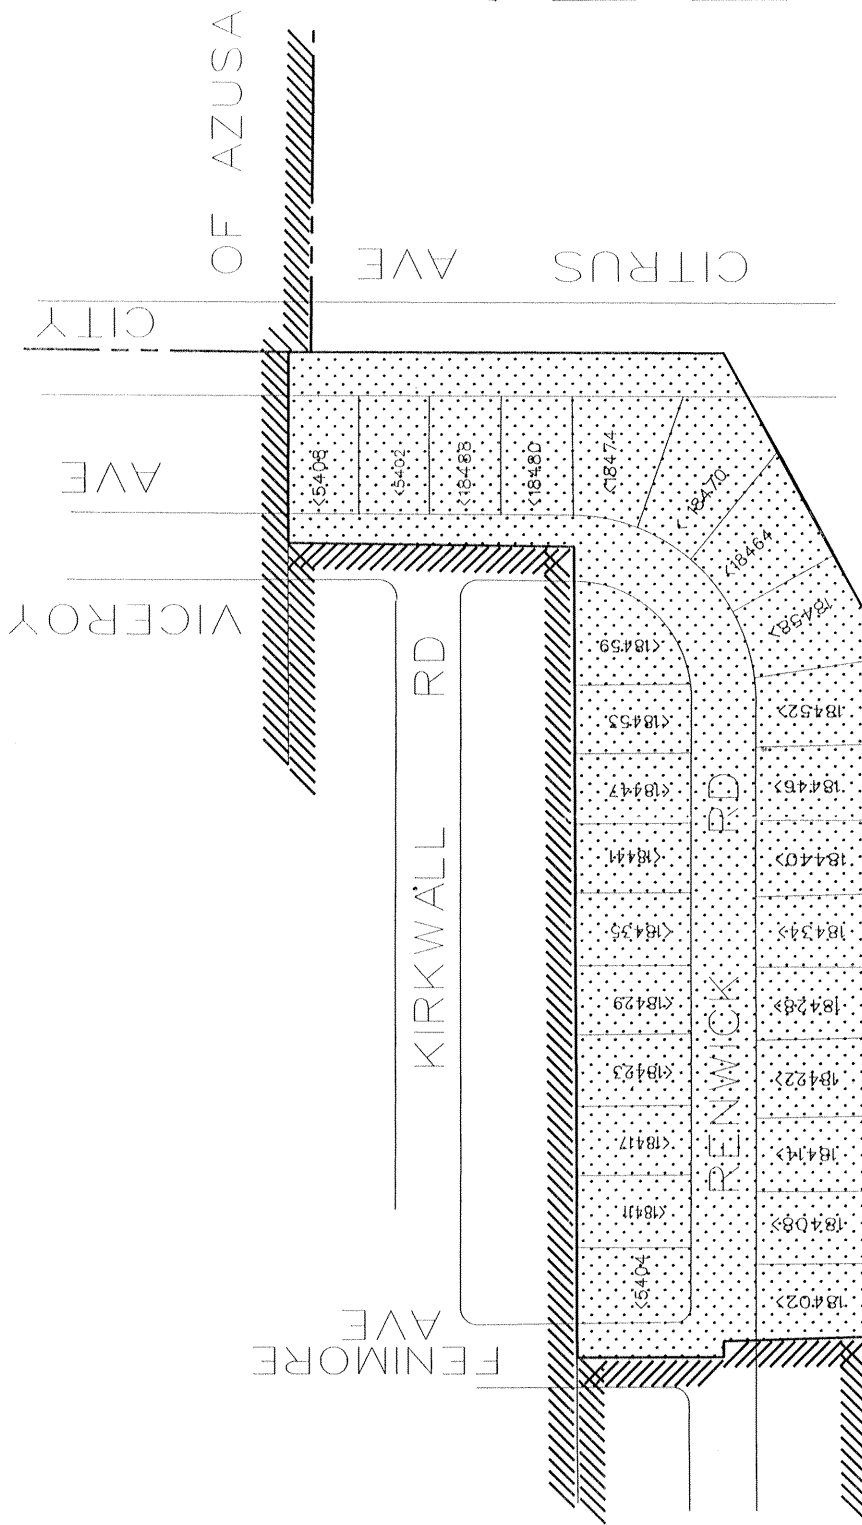 CITY
OF AZUSA
CITRUS
AVE
VICEROY
AVE
KIRKWALL RD
RENWICK RD
FENIMORE
AVE
<5408
<5402
<18488
<18480
<18474
<18470
<18464
18458>
18452>
18446>
18440>
18434>
18428>
18422>
18414>
18408>
18402>
<18459
<18453
<18447
<18441
<18435
<18429
<18423
<18417
<18411
<5404